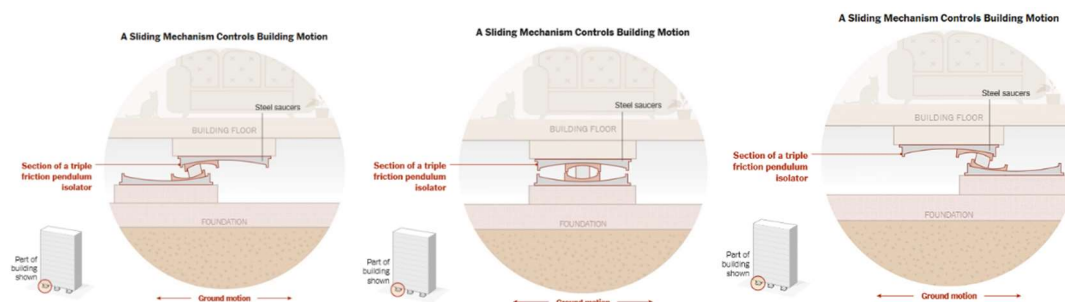 A Sliding Mechanism Controls Building Motion
Steel saucers
BUILDING FLOOR
Section of a triple
friction pendulum
isolator
FOUNDATION
Part of
building
shown
Ground motion
A Sliding Mechanism Controls Building Motion
Steel saucers
BUILDING FLOOR
Section of a triple
friction pendulum
isolator
FOUNDATION
Part of
building
shown
Ground motion
A Sliding Mechanism Controls Building Motion
Steel saucers
BUILDING FLOOR
Section of a triple
friction pendulum
isolator
FOUNDATION
Part of
building
shown
Ground motion